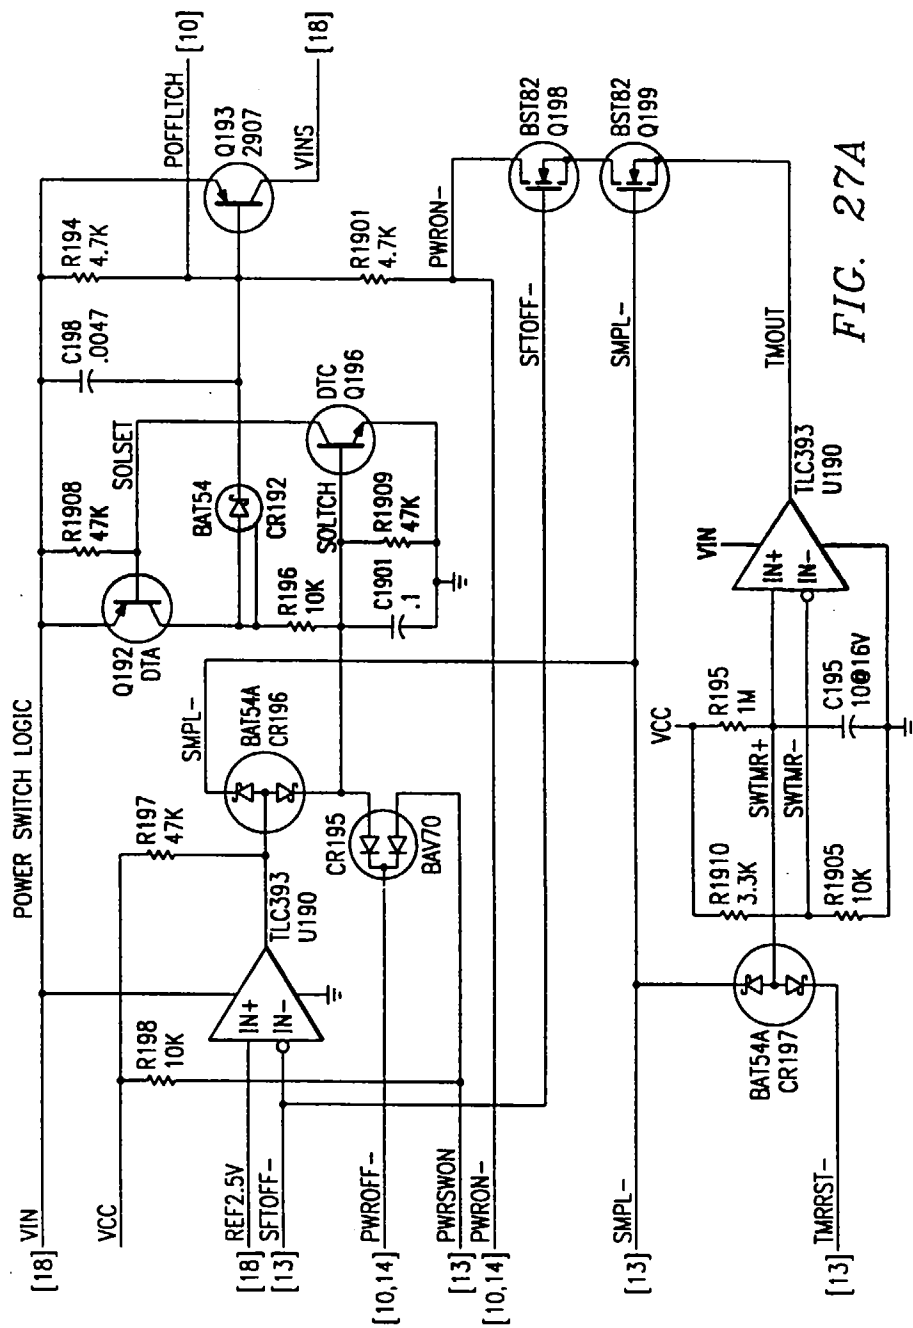 POWER SWITCH LOGIC
[18] VIN
VCC
[18] REF2.5V
[13] SFTOFF-
[10,14] PWROFF-
[13] PWRSWON
[10,14] PWRON-
R198
10K
IN+
IN-
TLC393
U190
R197
47K
SMPL-
BAT54A
CR196
CR195
BAV70
Q192
DTA
R1908
47K
SOLSET
BAT54
CR192
R196
10K
SOLTCH
C1901
.1
R1909
47K
DTC
Q196
C198
.0047
R194
4.7K
POFFLTCH
[10]
Q193
2907
VINS
[18]
R1901
4.7K
PWRON-
SFTOFF-
BST82
Q198
SMPL-
BST82
Q199
[13] SMPL-
[13] TMRRST-
BAT54A
CR197
R1910
3.3K
R1905
10K
VCC
R195
1M
SWTMR+
SWTMR-
C195
10@16V
VIN
IN+
IN-
TLC393
U190
TMOUT
FIG. 27A